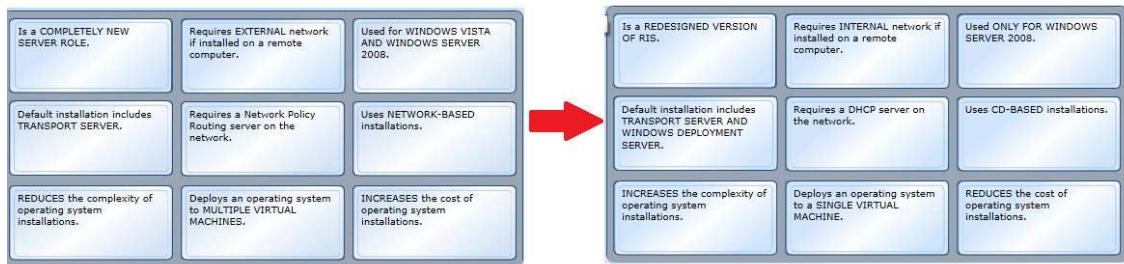 Is a COMPLETELY NEW
SERVER ROLE.
Requires EXTERNAL network
if installed on a remote
computer.
Used for WINDOWS VISTA
AND WINDOWS SERVER
2008.
Default installation includes
TRANSPORT SERVER.
Requires a Network Policy
Routing server on the
network.
Uses NETWORK-BASED
installations.
REDUCES the complexity of
operating system
installations.
Deploys an operating system
to MULTIPLE VIRTUAL
MACHINES.
INCREASES the cost of
operating system
installations.
Is a REDESIGNED VERSION
OF RIS.
Requires INTERNAL network if
installed on a remote
computer.
Used ONLY FOR WINDOWS
SERVER 2008.
Default installation includes
TRANSPORT SERVER AND
WINDOWS DEPLOYMENT
SERVER.
Requires a DHCP server on
the network.
Uses CD-BASED installations.
INCREASES the complexity of
operating system
installations.
Deploys an operating system
to a SINGLE VIRTUAL
MACHINE.
REDUCES the cost of
operating system
installations.